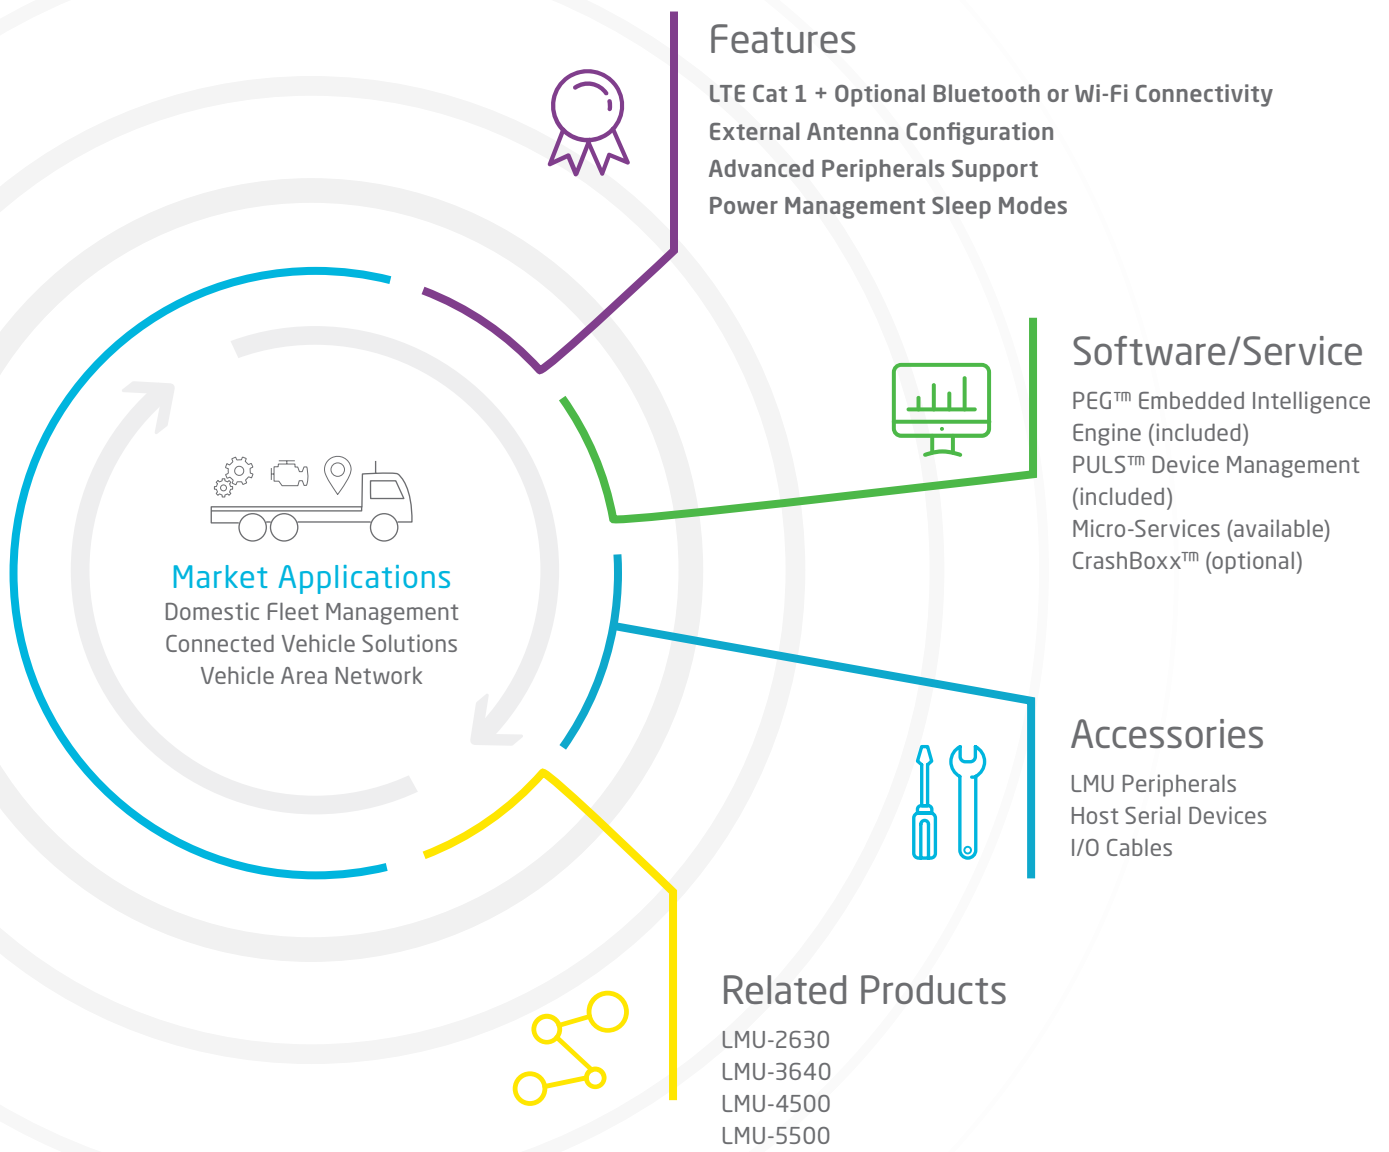 Features
LTE Cat 1 + Optional Bluetooth or Wi-Fi Connectivity
External Antenna Configuration
Advanced Peripherals Support
Power Management Sleep Modes
Software/Service
PEG™ Embedded Intelligence
Engine (included)
PULS™ Device Management
(included)
Micro-Services (available)
CrashBoxx™ (optional)
Market Applications
Domestic Fleet Management
Connected Vehicle Solutions
Vehicle Area Network
Accessories
LMU Peripherals
Host Serial Devices
I/O Cables
Related Products
LMU-2630
LMU-3640
LMU-4500
LMU-5500